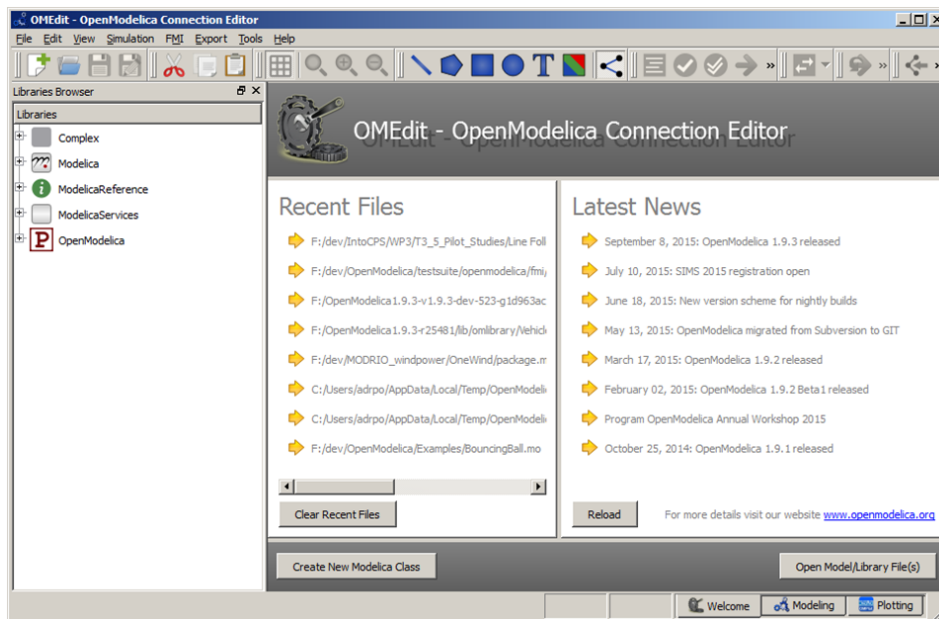 OMEdit - OpenModelica Connection Editor
File Edit View Simulation FMI Export Tools Help
Libraries Browser
Libraries
Complex
Modelica
ModelicaReference
ModelicaServices
OpenModelica
OMEdit - OpenModelica Connection Editor
Recent Files
F:/dev/IntoCPS/WP3/T3_5_Pilot_Studies/Line Foll
F:/dev/OpenModelica/testsuite/openmodelica/fmi,
F:/OpenModelica1.9.3-v1.9.3-dev-523-g1d963ac
F:/OpenModelica1.9.3-r25481/lib/omlibrary/Vehicl
F:/dev/MODRIO_windpower/OneWind/package.m
C:/Users/adrpo/AppData/Local/Temp/OpenModeli
C:/Users/adrpo/AppData/Local/Temp/OpenModeli
F:/dev/OpenModelica/Examples/BouncingBall.mo
Clear Recent Files
Latest News
September 8, 2015: OpenModelica 1.9.3 released
July 10, 2015: SIMS 2015 registration open
June 18, 2015: New version scheme for nightly builds
May 13, 2015: OpenModelica migrated from Subversion to GIT
March 17, 2015: OpenModelica 1.9.2 released
February 02, 2015: OpenModelica 1.9.2 Beta1 released
Program OpenModelica Annual Workshop 2015
October 25, 2014: OpenModelica 1.9.1 released
Reload
For more details visit our website www.openmodelica.org
Create New Modelica Class
Open Model/Library File(s)
Welcome
Modeling
Plotting